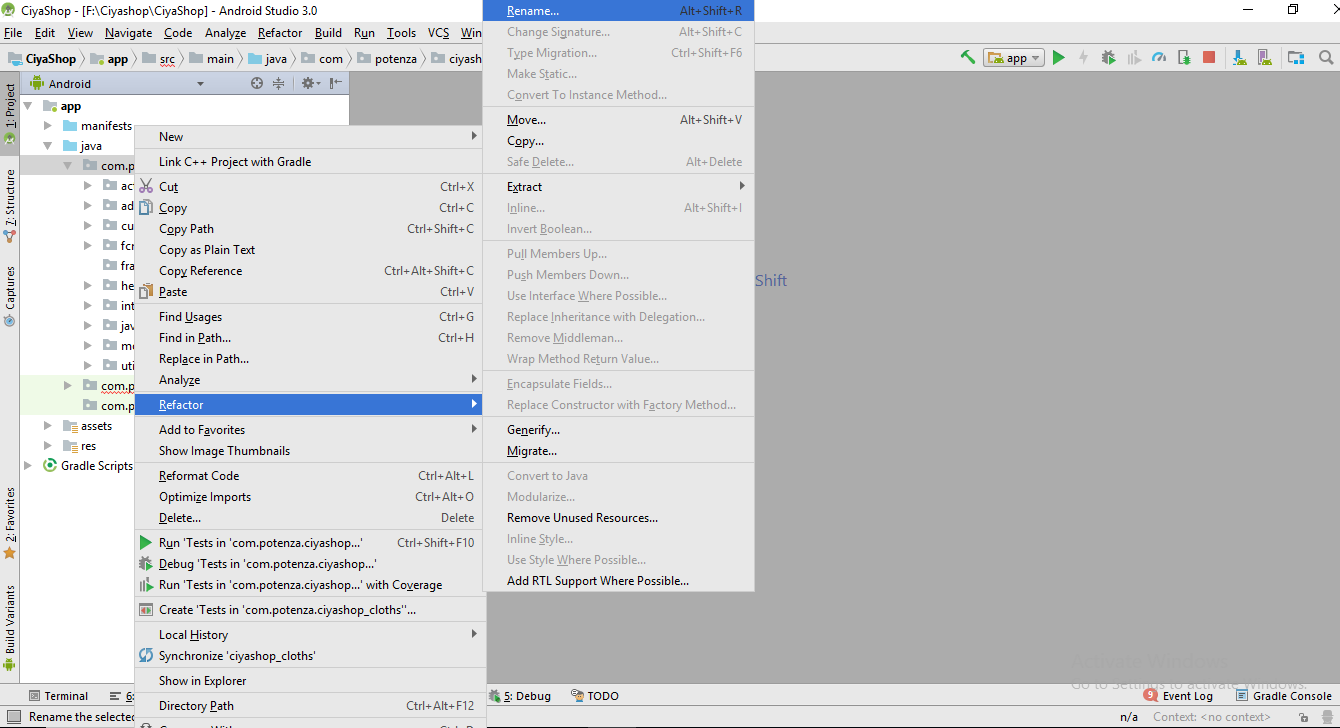 CiyaShop - [F:\Ciyashop\CiyaShop] - Android Studio 3.0
File Edit View Navigate Code Analyze Refactor Build Run Tools VCS Win
CiyaShop app src main java com potenza ciyash
app
1: Project
7: Structure
Captures
2: Favorites
Build Variants
Android
app
manifests
java
com.p
ac
ad
cu
fcr
fra
he
int
jav
mo
uti
com.p
com.p
assets
res
Gradle Scripts
New
Link C++ Project with Gradle
Cut Ctrl+X
Copy Ctrl+C
Copy Path Ctrl+Shift+C
Copy as Plain Text
Copy Reference Ctrl+Alt+Shift+C
Paste Ctrl+V
Find Usages Ctrl+G
Find in Path... Ctrl+H
Replace in Path...
Analyze
Refactor
Add to Favorites
Show Image Thumbnails
Reformat Code Ctrl+Alt+L
Optimize Imports Ctrl+Alt+O
Delete... Delete
Run 'Tests in 'com.potenza.ciyashop...' Ctrl+Shift+F10
Debug 'Tests in 'com.potenza.ciyashop...'
Run 'Tests in 'com.potenza.ciyashop...' with Coverage
Create 'Tests in 'com.potenza.ciyashop_cloths''...
Local History
Synchronize 'ciyashop_cloths'
Show in Explorer
Directory Path Ctrl+Alt+F12
Rename... Alt+Shift+R
Change Signature... Alt+Shift+C
Type Migration... Ctrl+Shift+F6
Make Static...
Convert To Instance Method...
Move... Alt+Shift+V
Copy...
Safe Delete... Alt+Delete
Extract
Inline... Alt+Shift+I
Invert Boolean...
Pull Members Up...
Push Members Down...
Use Interface Where Possible...
Replace Inheritance with Delegation...
Remove Middleman...
Wrap Method Return Value...
Encapsulate Fields...
Replace Constructor with Factory Method...
Generify...
Migrate...
Convert to Java
Modularize...
Remove Unused Resources...
Inline Style...
Use Style Where Possible...
Add RTL Support Where Possible...
Shift
Activate Windows
Go to Settings to activate Windows.
Terminal 6: 5: Debug TODO 9 Event Log Gradle Console
Rename the selected n/a Context: <no context>